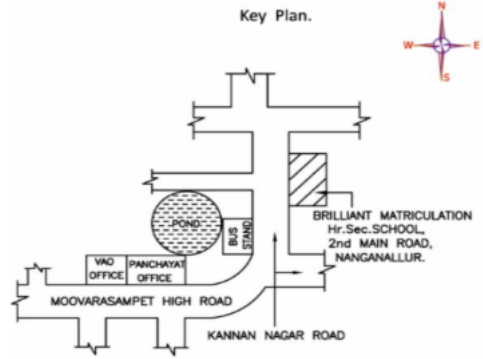 Key Plan.
N
W
E
S
POND
BUS
STAND
BRILLIANT MATRICULATION
Hr.Sec.SCHOOL,
2nd MAIN ROAD,
NANGANALLUR.
VAO
OFFICE
PANCHAYAT
OFFICE
MOOVARASAMPET HIGH ROAD
KANNAN NAGAR ROAD